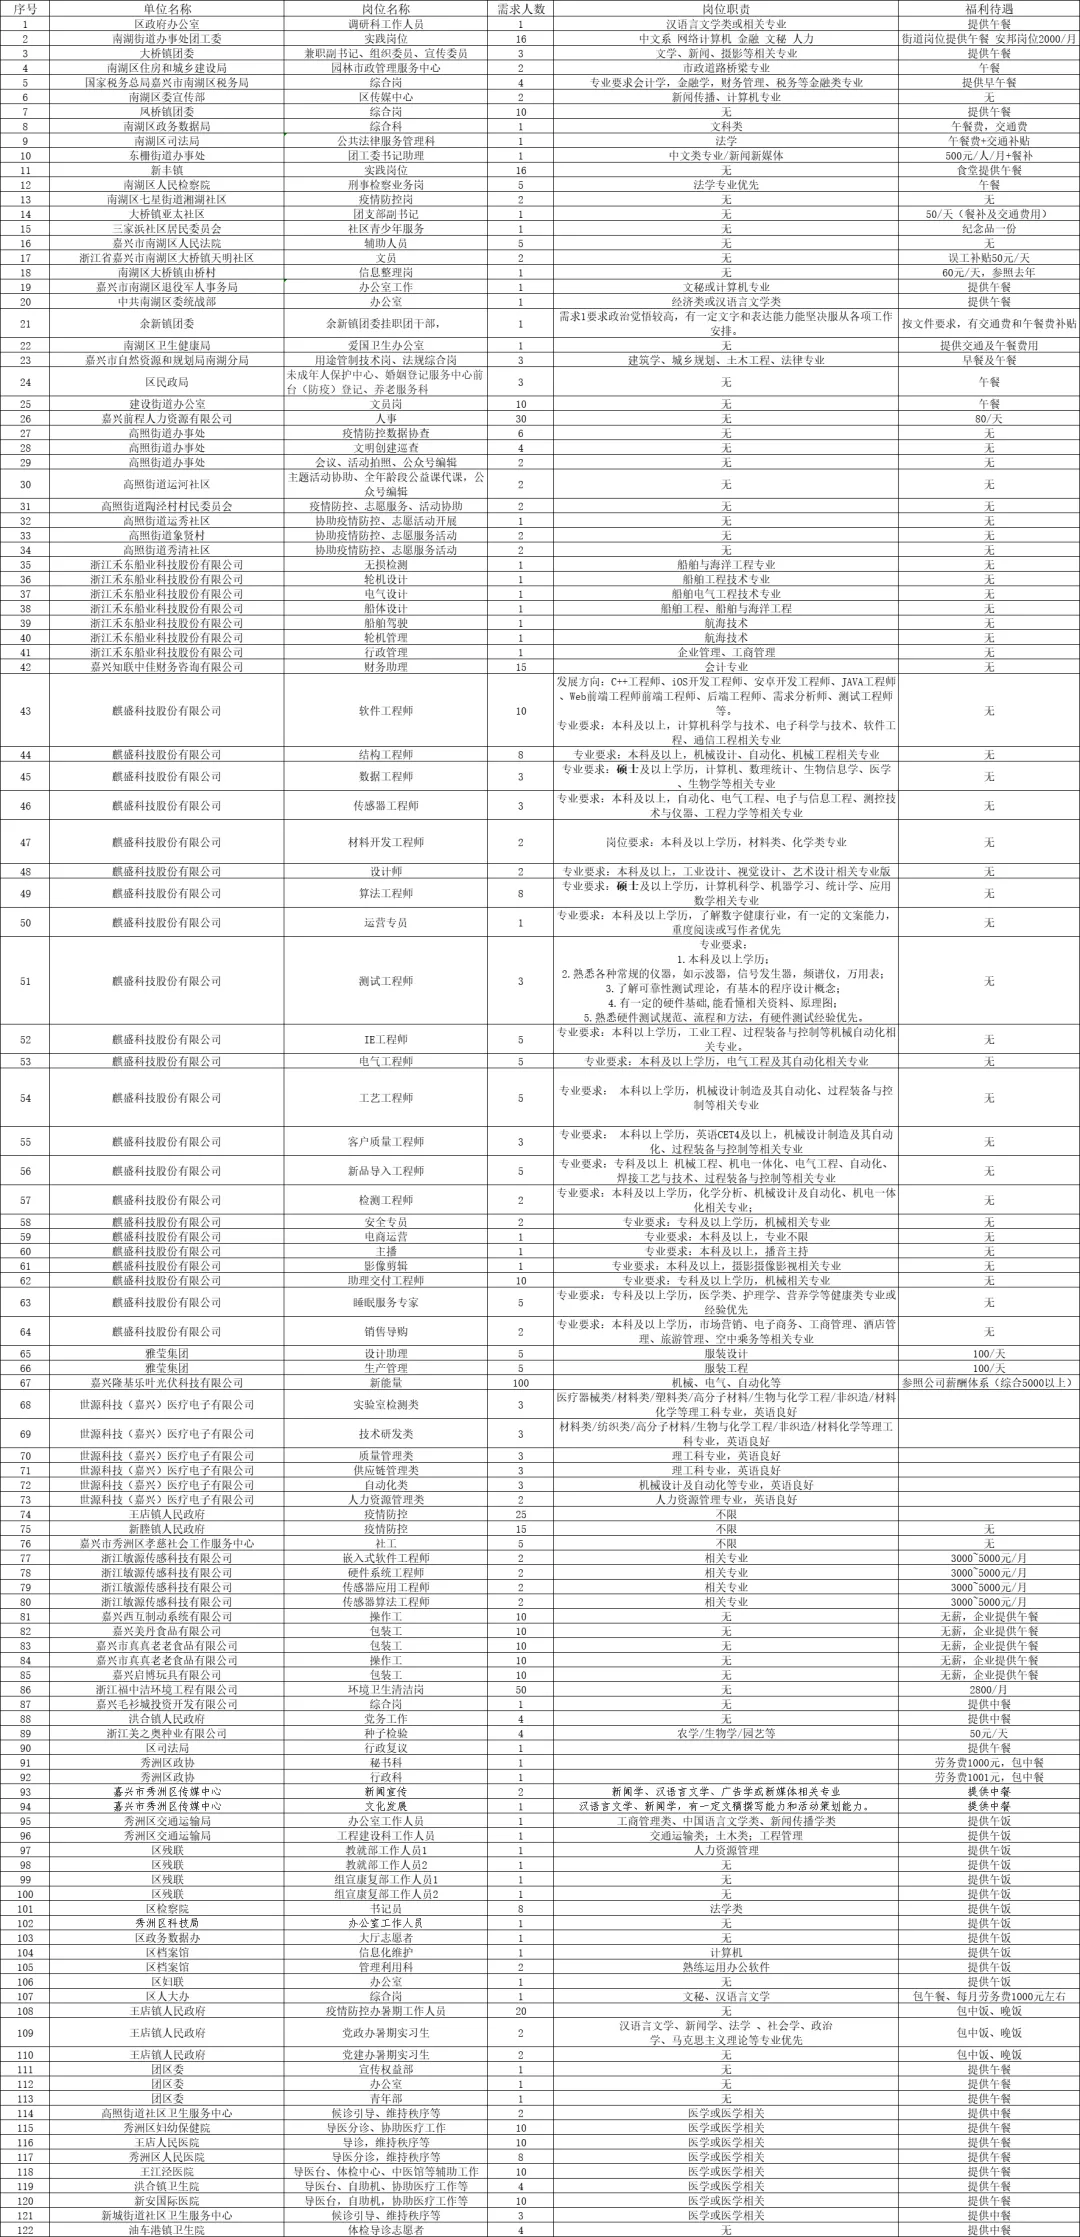 序号 单位名称 岗位名称 需求人数 岗位职责 福利待遇
1 区政府办公室 调研科工作人员 1 汉语言文学类或相关专业 提供午餐
2 南湖街道办事处团工委 实践岗位 16 中文系 网络计算机 金融 文秘 人力 街道岗位提供午餐 安邦岗位2000/月
3 大桥镇团委 兼职副书记、组织委员、宣传委员 3 文学、新闻、摄影等相关专业 提供午餐
4 南湖区住房和城乡建设局 园林市政管理服务中心 2 市政道路桥梁专业 午餐
5 国家税务总局嘉兴市南湖区税务局 综合岗 4 专业要求会计学，金融学，财务管理、税务等金融类专业 提供早午餐
6 南湖区委宣传部 区传媒中心 2 新闻传播、计算机专业 无
7 凤桥镇团委 综合岗 10 无 提供午餐
8 南湖区政务数据局 综合科 1 文科类 午餐费，交通费
9 南湖区司法局 公共法律服务管理科 1 法学 午餐费+交通补贴
10 东栅街道办事处 团工委书记助理 1 中文类专业/新闻新媒体 500元/人/月+餐补
11 新丰镇 实践岗位 16 无 食堂提供午餐
12 南湖区人民检察院 刑事检察业务岗 5 法学专业优先 午餐
13 南湖区七星街道湘湖社区 疫情防控岗 2 无 无
14 大桥镇亚太社区 团支部副书记 1 无 50/天（餐补及交通费用）
15 三家浜社区居民委员会 社区青少年服务 1 无 纪念品一份
16 嘉兴市南湖区人民法院 辅助人员 5 无 无
17 浙江省嘉兴市南湖区大桥镇天明社区 文员 2 无 误工补贴50元/天
18 南湖区大桥镇由桥村 信息整理岗 1 无 60元/天，参照去年
19 嘉兴市南湖区退役军人事务局 办公室工作 1 文秘或计算机专业 提供午餐
20 中共南湖区委统战部 办公室 1 经济类或汉语言文学类 提供午餐
21 余新镇团委 余新镇团委挂职团干部， 1 需求1要求政治觉悟较高，有一定文字和表达能力能坚决服从各项工作
安排。 按文件要求，有交通费和午餐费补贴
22 南湖区卫生健康局 爱国卫生办公室 1 无 提供交通及午餐费用
23 嘉兴市自然资源和规划局南湖分局 用途管制技术岗、法规综合岗 3 建筑学、城乡规划、土木工程、法律专业 早餐及午餐
24 区民政局 未成年人保护中心、婚姻登记服务中心前
台（防疫）登记、养老服务科 3 无 午餐
25 建设街道办公室 文员岗 10 无 午餐
26 嘉兴前程人力资源有限公司 人事 30 无 80/天
27 高照街道办事处 疫情防控数据协查 6 无 无
28 高照街道办事处 文明创建巡查 4 无 无
29 高照街道办事处 会议、活动拍照、公众号编辑 2 无 无
30 高照街道运河社区 主题活动协助、全年龄段公益课代课，公
众号编辑 2 无 无
31 高照街道陶泾村村民委员会 疫情防控、志愿服务、活动协助 2 无 无
32 高照街道运秀社区 协助疫情防控、志愿活动开展 1 无 无
33 高照街道象贤村 协助疫情防控、志愿服务活动 2 无 无
34 高照街道秀清社区 协助疫情防控、志愿服务活动 2 无 无
35 浙江禾东船业科技股份有限公司 无损检测 1 船舶与海洋工程专业 无
36 浙江禾东船业科技股份有限公司 轮机设计 1 船舶工程技术专业 无
37 浙江禾东船业科技股份有限公司 电气设计 1 船舶电气工程技术专业 无
38 浙江禾东船业科技股份有限公司 船体设计 1 船舶工程、船舶与海洋工程 无
39 浙江禾东船业科技股份有限公司 船舶驾驶 1 航海技术 无
40 浙江禾东船业科技股份有限公司 轮机管理 1 航海技术 无
41 浙江禾东船业科技股份有限公司 行政管理 1 企业管理、工商管理 无
42 嘉兴知联中佳财务咨询有限公司 财务助理 15 会计专业 无
43 麒盛科技股份有限公司 软件工程师 10 发展方向：C++工程师、iOS开发工程师、安卓开发工程师、JAVA工程师
、Web前端工程师前端工程师、后端工程师、需求分析师、测试工程师
等。
专业要求：本科及以上，计算机科学与技术、电子科学与技术、软件工
程、通信工程相关专业 无
44 麒盛科技股份有限公司 结构工程师 8 专业要求：本科及以上，机械设计、自动化、机械工程相关专业 无
45 麒盛科技股份有限公司 数据工程师 3 专业要求：硕士及以上学历，计算机、数理统计、生物信息学、医学
、生物学等相关专业 无
46 麒盛科技股份有限公司 传感器工程师 3 专业要求：本科及以上，自动化、电气工程、电子与信息工程、测控技
术与仪器、工程力学等相关专业 无
47 麒盛科技股份有限公司 材料开发工程师 2 岗位要求：本科及以上学历，材料类、化学类专业 无
48 麒盛科技股份有限公司 设计师 2 专业要求：本科及以上，工业设计、视觉设计、艺术设计相关专业版 无
49 麒盛科技股份有限公司 算法工程师 8 专业要求：硕士及以上学历，计算机科学、机器学习、统计学、应用
数学相关专业 无
50 麒盛科技股份有限公司 运营专员 1 专业要求：本科及以上学历，了解数字健康行业，有一定的文案能力，
重度阅读或写作者优先 无
51 麒盛科技股份有限公司 测试工程师 3 专业要求：
1.本科及以上学历；
2.熟悉各种常规的仪器，如示波器，信号发生器，频谱仪，万用表；
3.了解可靠性测试理论，有基本的程序设计概念；
4.有一定的硬件基础,能看懂相关资料、原理图；
5.熟悉硬件测试规范、流程和方法，有硬件测试经验优先。 无
52 麒盛科技股份有限公司 IE工程师 5 专业要求：本科以上学历，工业工程、过程装备与控制等机械自动化相
关专业。 无
53 麒盛科技股份有限公司 电气工程师 5 专业要求：本科及以上学历，电气工程及其自动化相关专业 无
54 麒盛科技股份有限公司 工艺工程师 5 专业要求： 本科以上学历，机械设计制造及其自动化、过程装备与控
制等相关专业 无
55 麒盛科技股份有限公司 客户质量工程师 3 专业要求： 本科以上学历，英语CET4及以上，机械设计制造及其自动
化、过程装备与控制等相关专业 无
56 麒盛科技股份有限公司 新品导入工程师 5 专业要求：专科及以上 机械工程、机电一体化、电气工程、自动化、
焊接工艺与技术、过程装备与控制等相关专业 无
57 麒盛科技股份有限公司 检测工程师 2 专业要求：本科及以上学历，化学分析、机械设计及自动化、机电一体
化相关专业； 无
58 麒盛科技股份有限公司 安全专员 2 专业要求：专科及以上学历，机械相关专业 无
59 麒盛科技股份有限公司 电商运营 1 专业要求：本科及以上，专业不限 无
60 麒盛科技股份有限公司 主播 1 专业要求：本科及以上，播音主持 无
61 麒盛科技股份有限公司 影像剪辑 1 专业要求：本科及以上，摄影摄像影视相关专业 无
62 麒盛科技股份有限公司 助理交付工程师 10 专业要求：专科及以上学历，机械相关专业 无
63 麒盛科技股份有限公司 睡眠服务专家 5 专业要求：专科及以上学历，医学类、护理学、营养学等健康类专业或
经验优先 无
64 麒盛科技股份有限公司 销售导购 2 专业要求：本科及以上学历，市场营销、电子商务、工商管理、酒店管
理、旅游管理、空中乘务等相关专业 无
65 雅莹集团 设计助理 5 服装设计 100/天
66 雅莹集团 生产管理 5 服装工程 100/天
67 嘉兴隆基乐叶光伏科技有限公司 新能量 100 机械、电气、自动化等 参照公司薪酬体系（综合5000以上）
68 世源科技（嘉兴）医疗电子有限公司 实验室检测类 3 医疗器械类/材料类/塑料类/高分子材料/生物与化学工程/非织造/材料
化学等理工科专业，英语良好
69 世源科技（嘉兴）医疗电子有限公司 技术研发类 3 材料类/纺织类/高分子材料/生物与化学工程/非织造/材料化学等理工
科专业，英语良好
70 世源科技（嘉兴）医疗电子有限公司 质量管理类 3 理工科专业，英语良好
71 世源科技（嘉兴）医疗电子有限公司 供应链管理类 3 理工科专业，英语良好
72 世源科技（嘉兴）医疗电子有限公司 自动化类 3 机械设计及自动化等专业，英语良好
73 世源科技（嘉兴）医疗电子有限公司 人力资源管理类 2 人力资源管理专业，英语良好
74 王店镇人民政府 疫情防控 25 不限
75 新塍镇人民政府 疫情防控 15 不限 无
76 嘉兴市秀洲区孝慈社会工作服务中心 社工 5 不限 无
77 浙江敏源传感科技有限公司 嵌入式软件工程师 2 相关专业 3000~5000元/月
78 浙江敏源传感科技有限公司 硬件系统工程师 2 相关专业 3000~5000元/月
79 浙江敏源传感科技有限公司 传感器应用工程师 2 相关专业 3000~5000元/月
80 浙江敏源传感科技有限公司 传感器算法工程师 2 相关专业 3000~5000元/月
81 嘉兴西互制动系统有限公司 操作工 10 无 无薪，企业提供午餐
82 嘉兴美丹食品有限公司 包装工 10 无 无薪，企业提供午餐
83 嘉兴市真真老老食品有限公司 包装工 10 无 无薪，企业提供午餐
84 嘉兴市真真老老食品有限公司 操作工 10 无 无薪，企业提供午餐
85 嘉兴启博玩具有限公司 包装工 10 无 无薪，企业提供午餐
86 浙江福中洁环境工程有限公司 环境卫生清洁岗 50 无 2800/月
87 嘉兴毛衫城投资开发有限公司 综合岗 1 无 提供中餐
88 洪合镇人民政府 党务工作 4 无 提供中餐
89 浙江美之奥种业有限公司 种子检验 4 农学/生物学/园艺等 50元/天
90 区司法局 行政复议 1 提供午餐
91 秀洲区政协 秘书科 1 劳务费1000元，包中餐
92 秀洲区政协 行政科 1 劳务费1001元，包中餐
93 嘉兴市秀洲区传媒中心 新闻宣传 2 新闻学、汉语言文学、广告学或新媒体相关专业 提供中餐
94 嘉兴市秀洲区传媒中心 文化发展 1 汉语言文学、新闻学，有一定文稿撰写能力和活动策划能力。 提供中餐
95 秀洲区交通运输局 办公室工作人员 1 工商管理类、中国语言文学类、新闻传播学类 提供午饭
96 秀洲区交通运输局 工程建设科工作人员 1 交通运输类；土木类；工程管理 提供午饭
97 区残联 教就部工作人员1 1 人力资源管理 提供午饭
98 区残联 教就部工作人员2 1 无 提供午饭
99 区残联 组宣康复部工作人员1 1 无 提供午饭
100 区残联 组宣康复部工作人员2 1 无 提供午饭
101 区检察院 书记员 8 法学类 提供午饭
102 秀洲区科技局 办公室工作人员 1 无 提供午饭
103 区政务数据办 大厅志愿者 1 无 提供午饭
104 区档案馆 信息化维护 1 计算机 提供午饭
105 区档案馆 管理利用科 2 熟练运用办公软件 提供午饭
106 区妇联 办公室 1 无 提供午饭
107 区人大办 综合岗 1 文秘、汉语言文学 包午餐、每月劳务费1000元左右
108 王店镇人民政府 疫情防控办暑期工作人员 20 无 包中饭、晚饭
109 王店镇人民政府 党政办暑期实习生 2 汉语言文学、新闻学、法学 、社会学、政治
学、马克思主义理论等专业优先 包中饭、晚饭
110 王店镇人民政府 党建办暑期实习生 2 无 包中饭、晚饭
111 团区委 宣传权益部 1 无 提供午餐
112 团区委 办公室 1 无 提供午餐
113 团区委 青年部 1 无 提供午餐
114 高照街道社区卫生服务中心 候诊引导、维持秩序等 2 医学或医学相关 提供中餐
115 秀洲区妇幼保健院 导医分诊、协助医疗工作 10 医学或医学相关 提供午餐
116 王店人民医院 导诊，维持秩序等 10 医学或医学相关 提供午餐
117 秀洲区人民医院 导医分诊，维持秩序等 8 医学或医学相关 提供午餐
118 王江泾医院 导医台、体检中心、中医馆等辅助工作 10 医学或医学相关 提供午餐
119 洪合镇卫生院 导医台、自助机、协助医疗工作等 4 医学或医学相关 提供午餐
120 新安国际医院 导医台，自助机，协助医疗工作等 10 医学或医学相关 提供午餐
121 新城街道社区卫生服务中心 候诊引导、维持秩序等 3 医学或医学相关 提供中餐
122 油车港镇卫生院 体检导诊志愿者 4 无 提供午餐